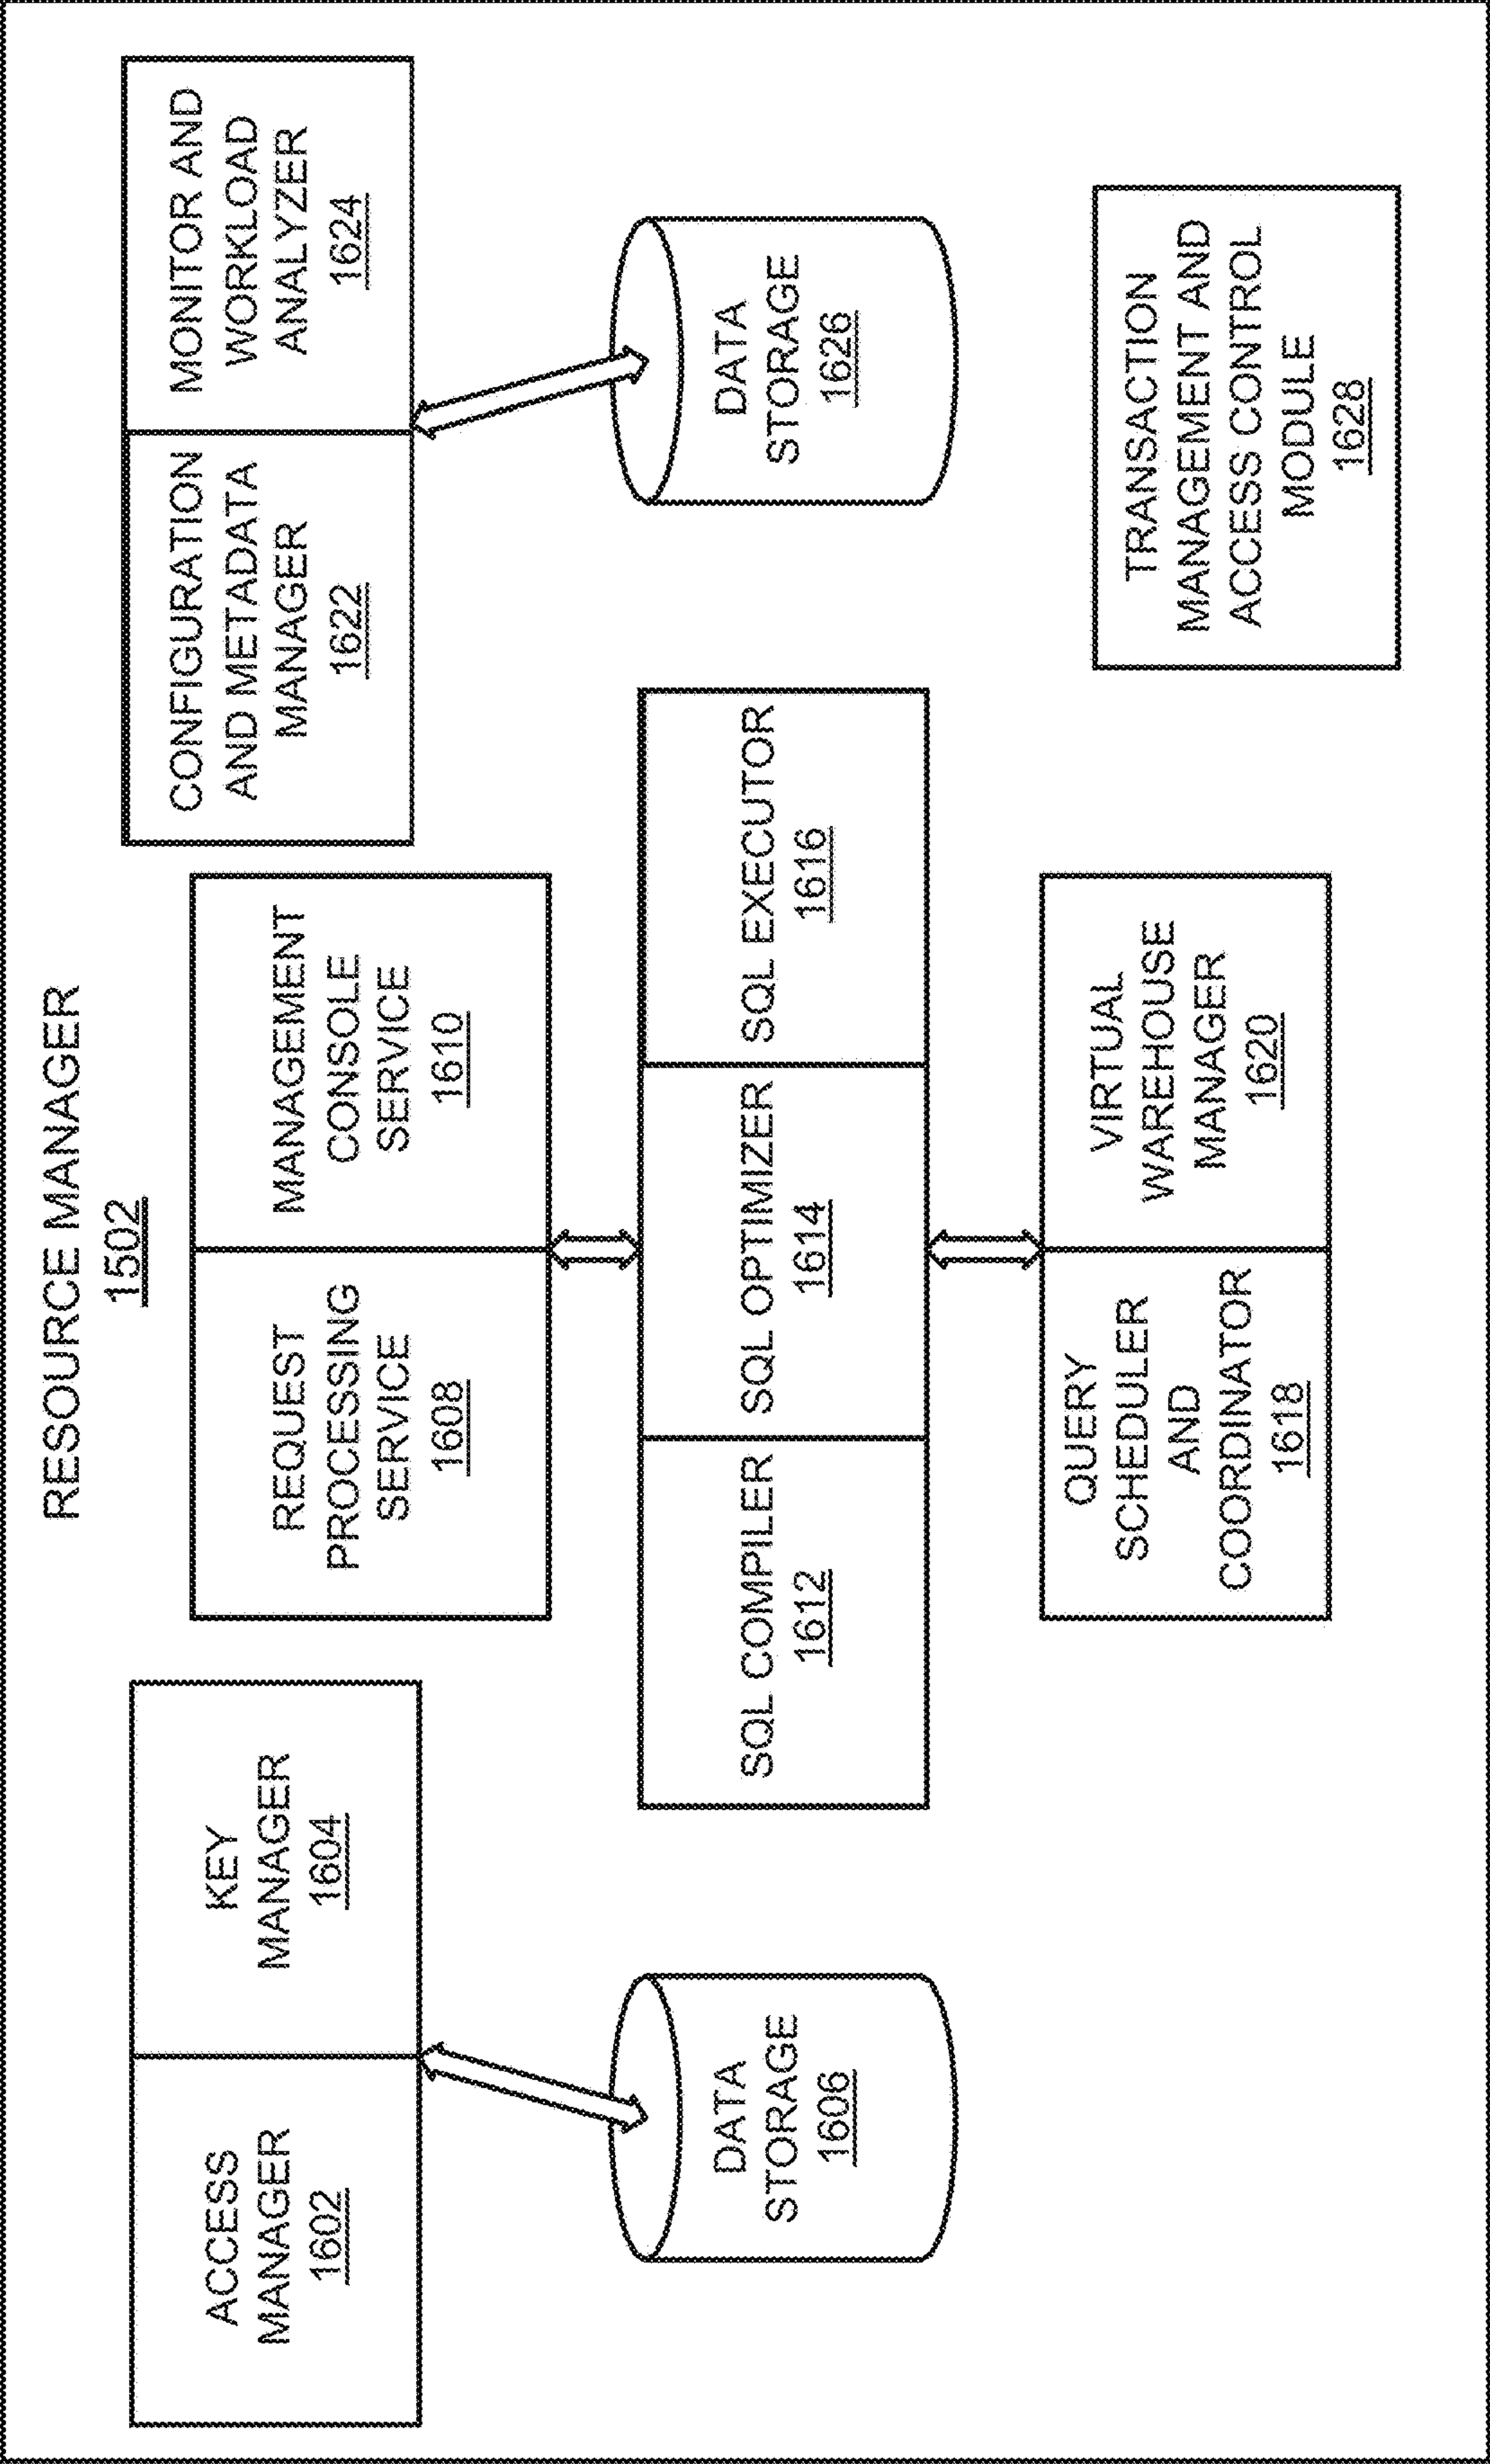 RESOURCE MANAGER
1502
ACCESS
MANAGER
1602
KEY
MANAGER
1604
DATA
STORAGE
1606
REQUEST
PROCESSING
SERVICE
1608
MANAGEMENT
CONSOLE
SERVICE
1610
SQL COMPILER
1612
SQL OPTIMIZER
1614
SQL EXECUTOR
1616
QUERY
SCHEDULER
AND
COORDINATOR
1618
VIRTUAL
WAREHOUSE
MANAGER
1620
CONFIGURATION
AND METADATA
MANAGER
1622
MONITOR AND
WORKLOAD
ANALYZER
1624
DATA
STORAGE
1626
TRANSACTION
MANAGEMENT AND
ACCESS CONTROL
MODULE
1628